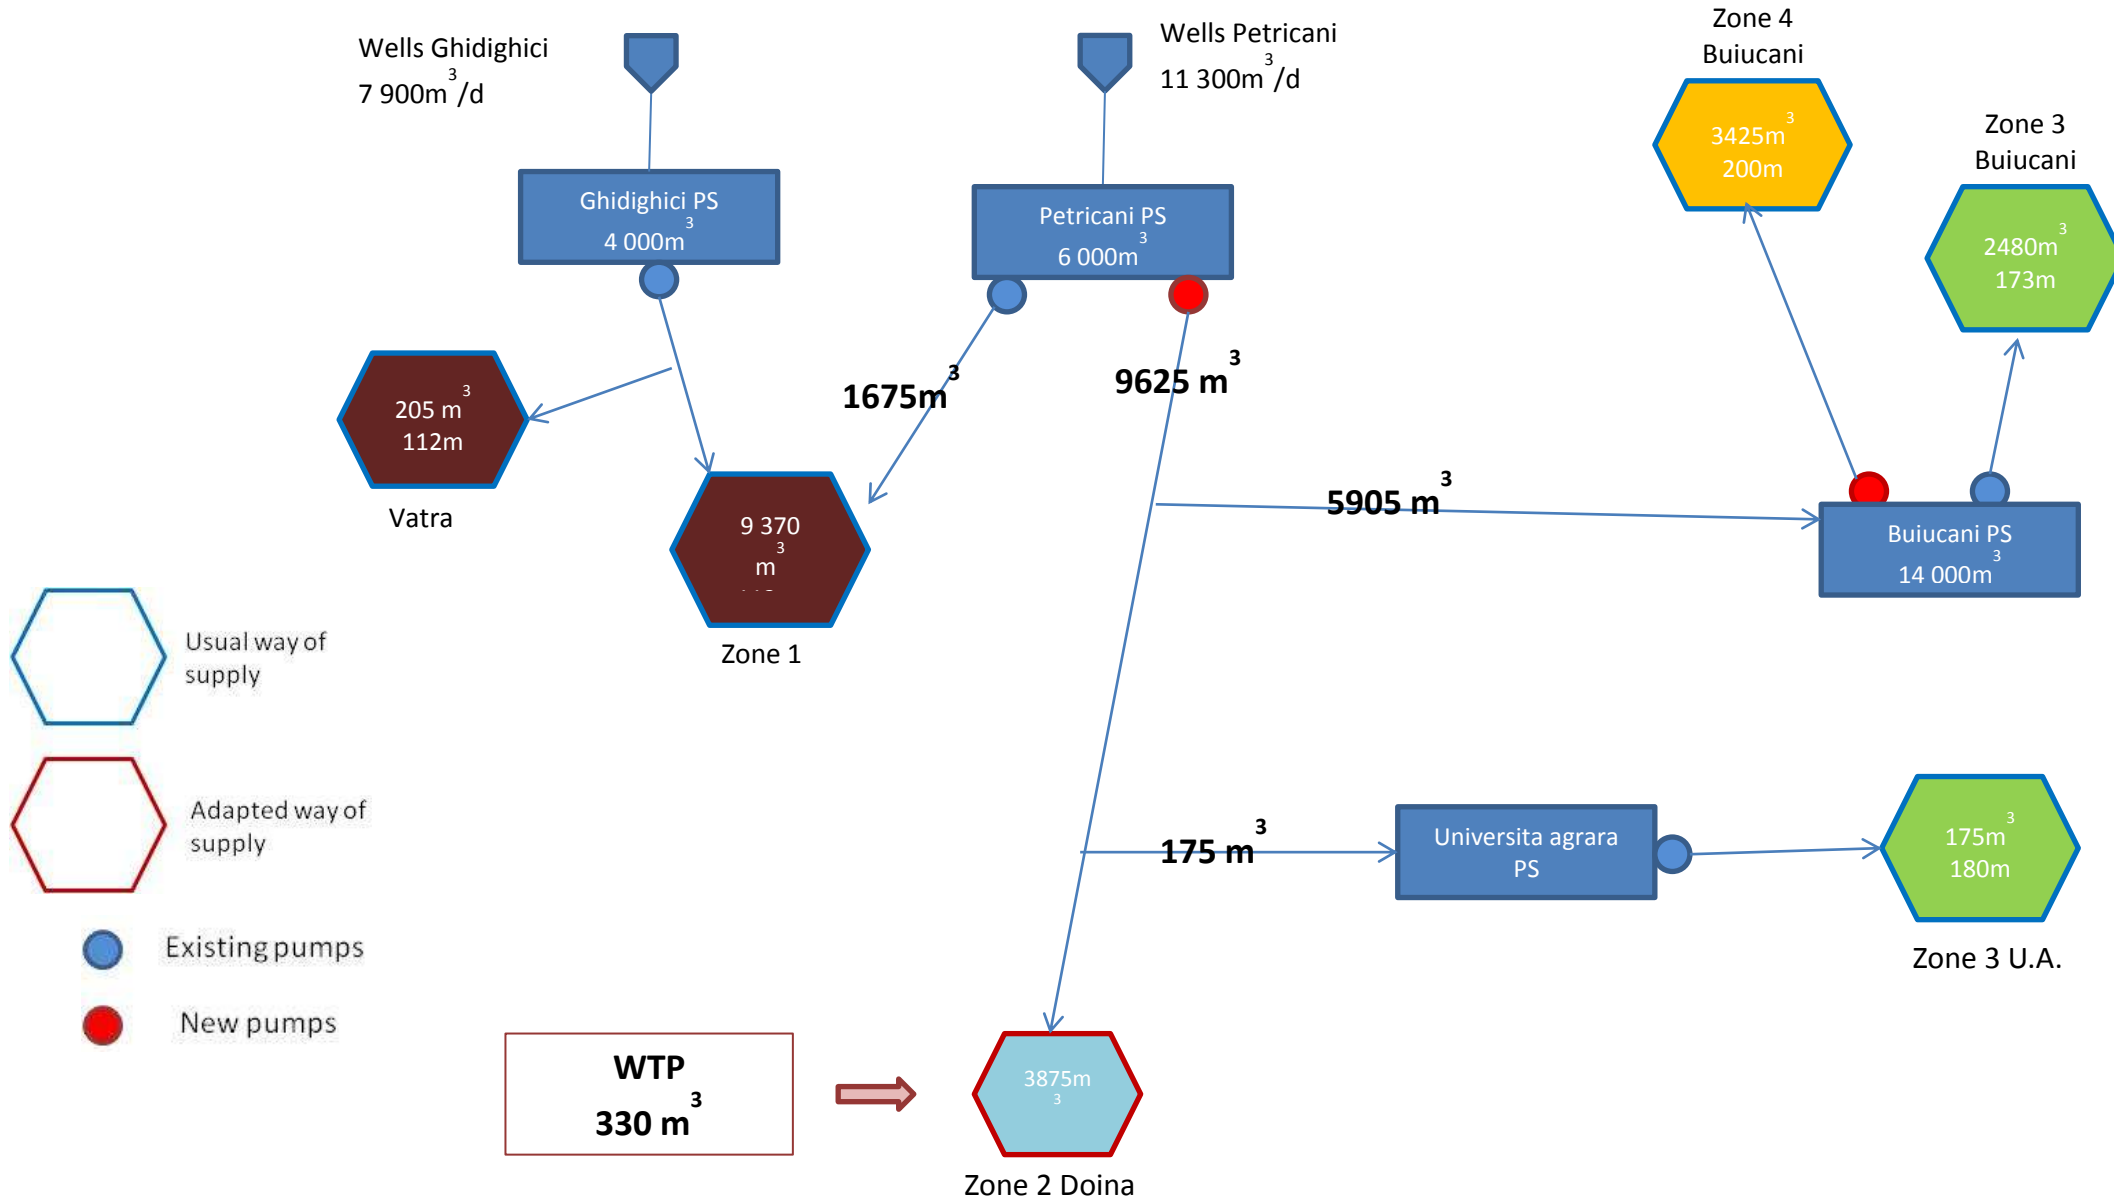 Wells Ghidighici
7 900m³/d
Wells Petricani
11 300m³/d
Zone 4
Buiucani
3425m³
200m
Zone 3
Buiucani
2480m³
173m
Ghidighici PS
4 000m³
Petricani PS
6 000m³
1675m³
9625 m³
205 m³
112m
Vatra
9 370
m³
Zone 1
5905 m³
Buiucani PS
14 000m³
Usual way of
supply
Adapted way of
supply
Existing pumps
New pumps
175 m³
Universita agrara
PS
175m³
180m
Zone 3 U.A.
WTP
330 m³
3875m
3
Zone 2 Doina